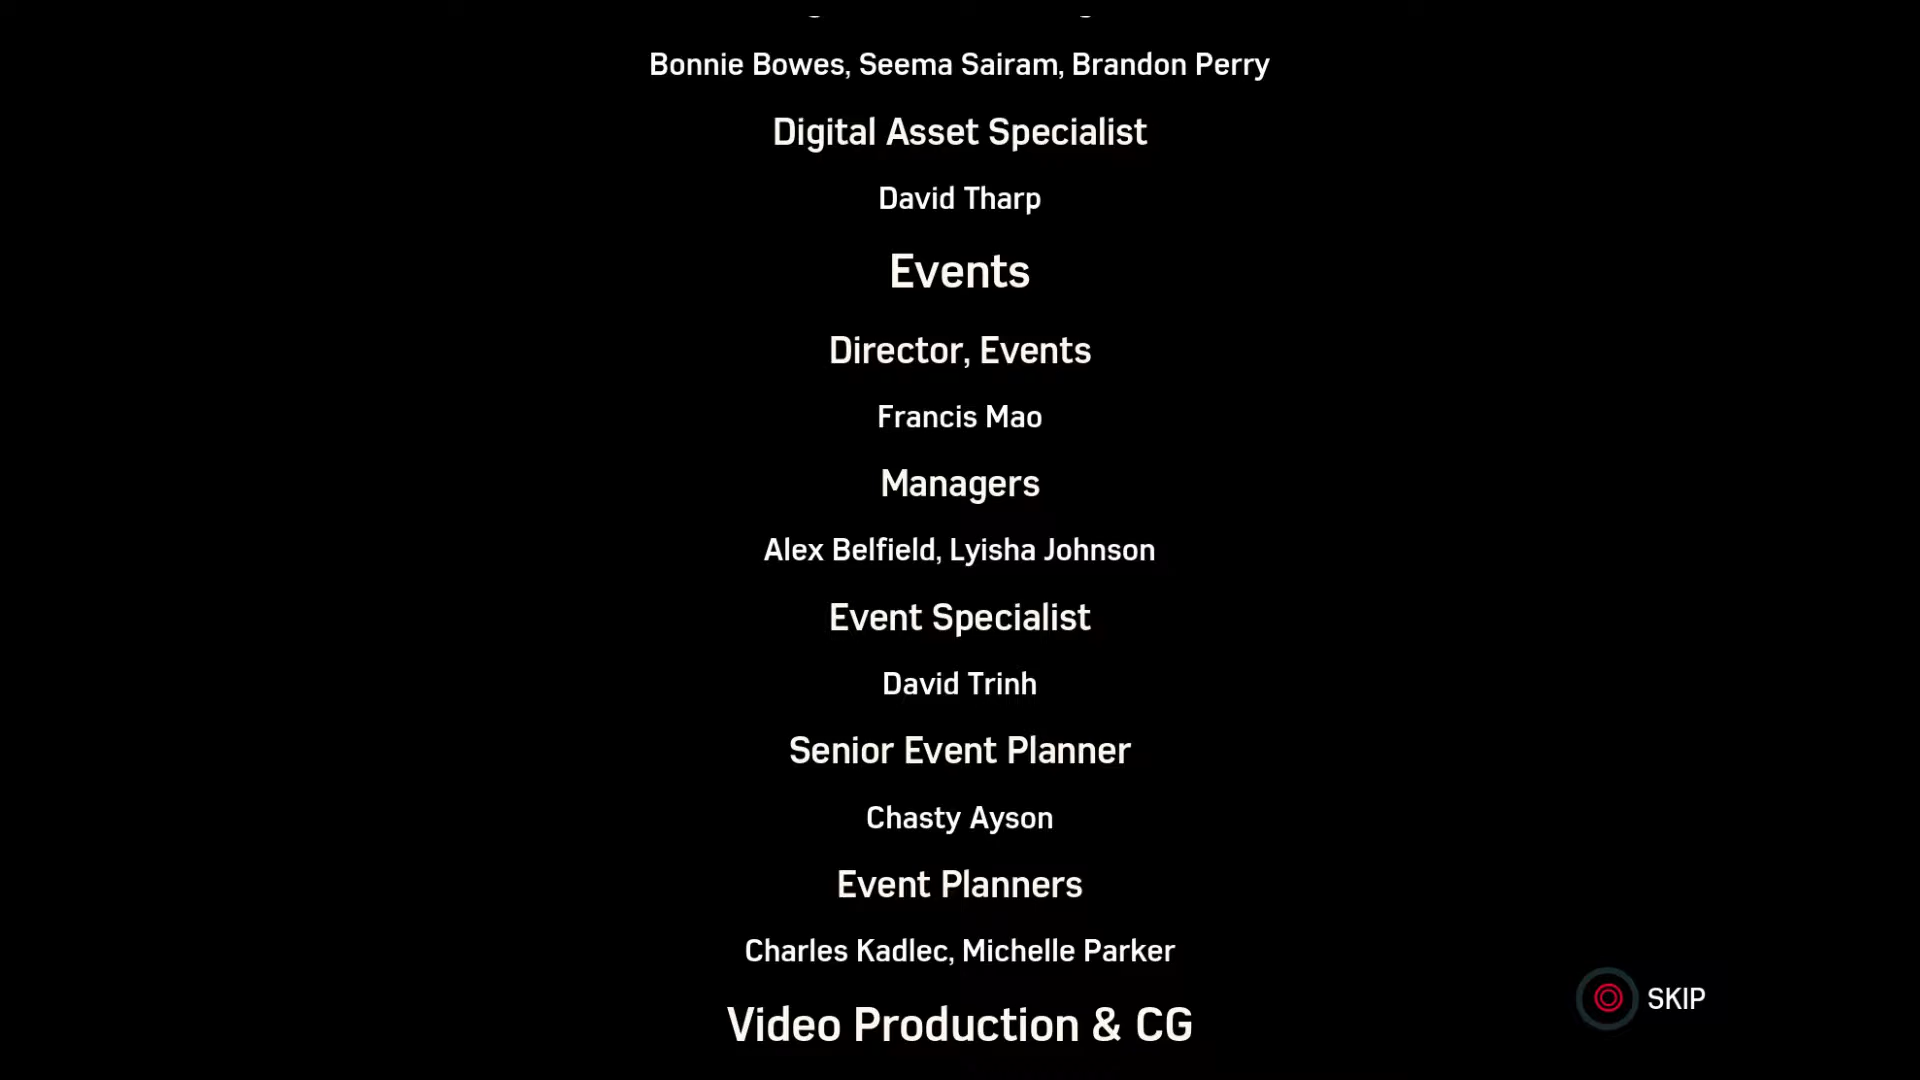 Bonnie Bowes, Seema Sairam, Brandon Perry
Digital Asset Specialist
David Tharp
Events
Director, Events
Francis Mao
Managers
Alex Belfield, Lyisha Johnson
Event Specialist
David Trinh
Senior Event Planner
Chasty Ayson
Event Planners
Charles Kadlec, Michelle Parker
SKIP
Video Production & CG